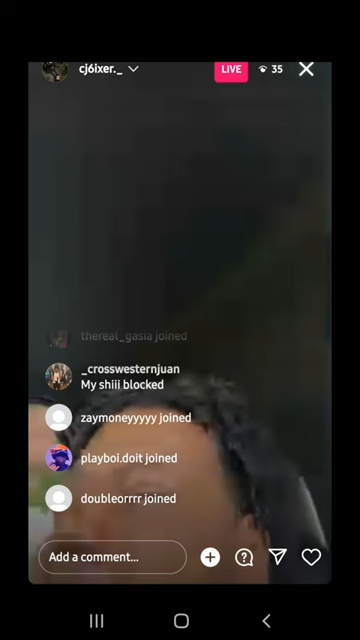 cj6ixer._
LIVE
35
thereal_gasia joined
_crosswesternjuan
My shiii blocked
zaymoneyyyyy joined
playboi.doit joined
doubleorrrr joined
Add a comment...